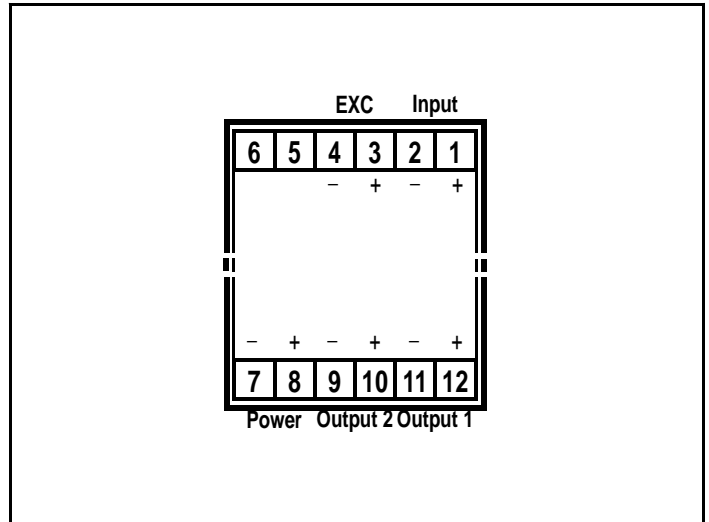 EXC Input
6 5 4 3 2 1
− + − +
− + − + − +
7 8 9 10 11 12
Power Output 2 Output 1